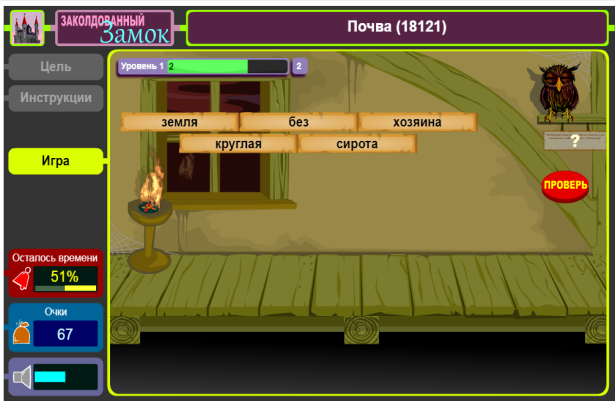 ЗАКОЛДОВАННЫЙ
Замок
Почва (18121)
Цель
Инструкции
Игра
Уровень 1 2 2
земля без хозяина
круглая сирота
?
ПРОВЕРЬ
Осталось времени
51%
Очки
67